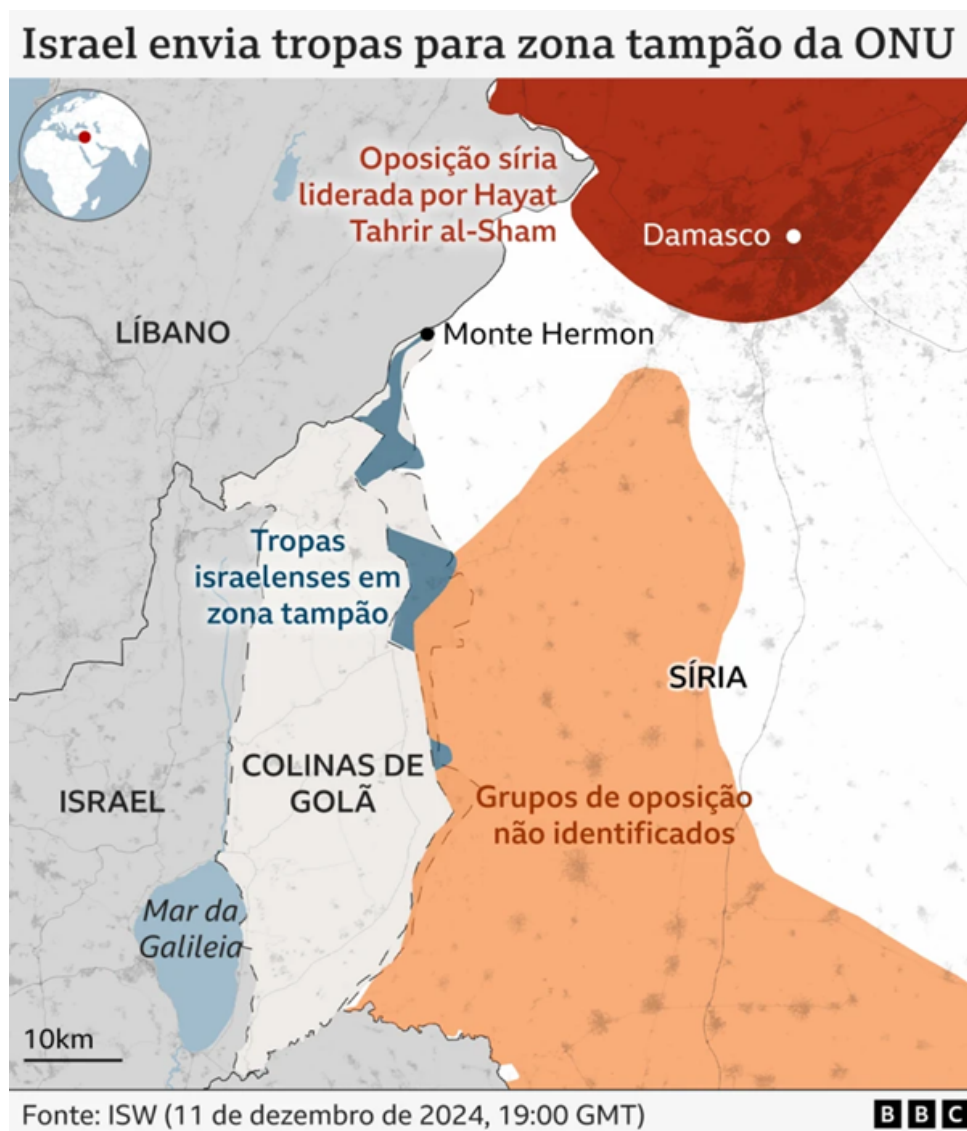 Israel envia tropas para zona tampão da ONU
Oposição síria
liderada por Hayat
Tahrir al-Sham
Damasco
LÍBANO
Monte Hermon
Tropas
israelenses em
zona tampão
SÍRIA
COLINAS DE
GOLÃ
ISRAEL
Grupos de oposição
não identificados
Mar da
Galileia
10km
Fonte: ISW (11 de dezembro de 2024, 19:00 GMT)
BBC